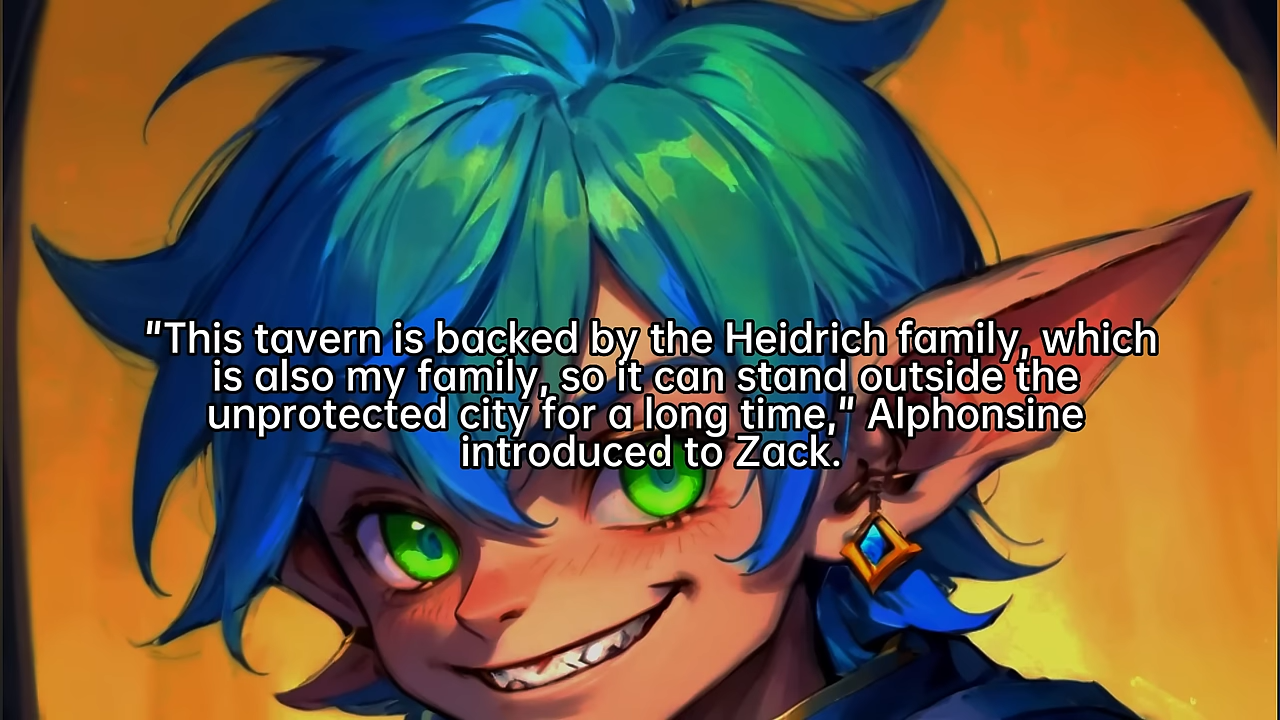 "This tavern is backed by the Heidrich family, which
is also my family, so it can stand outside the
unprotected city for a long time," Alphonsine
introduced to Zack.